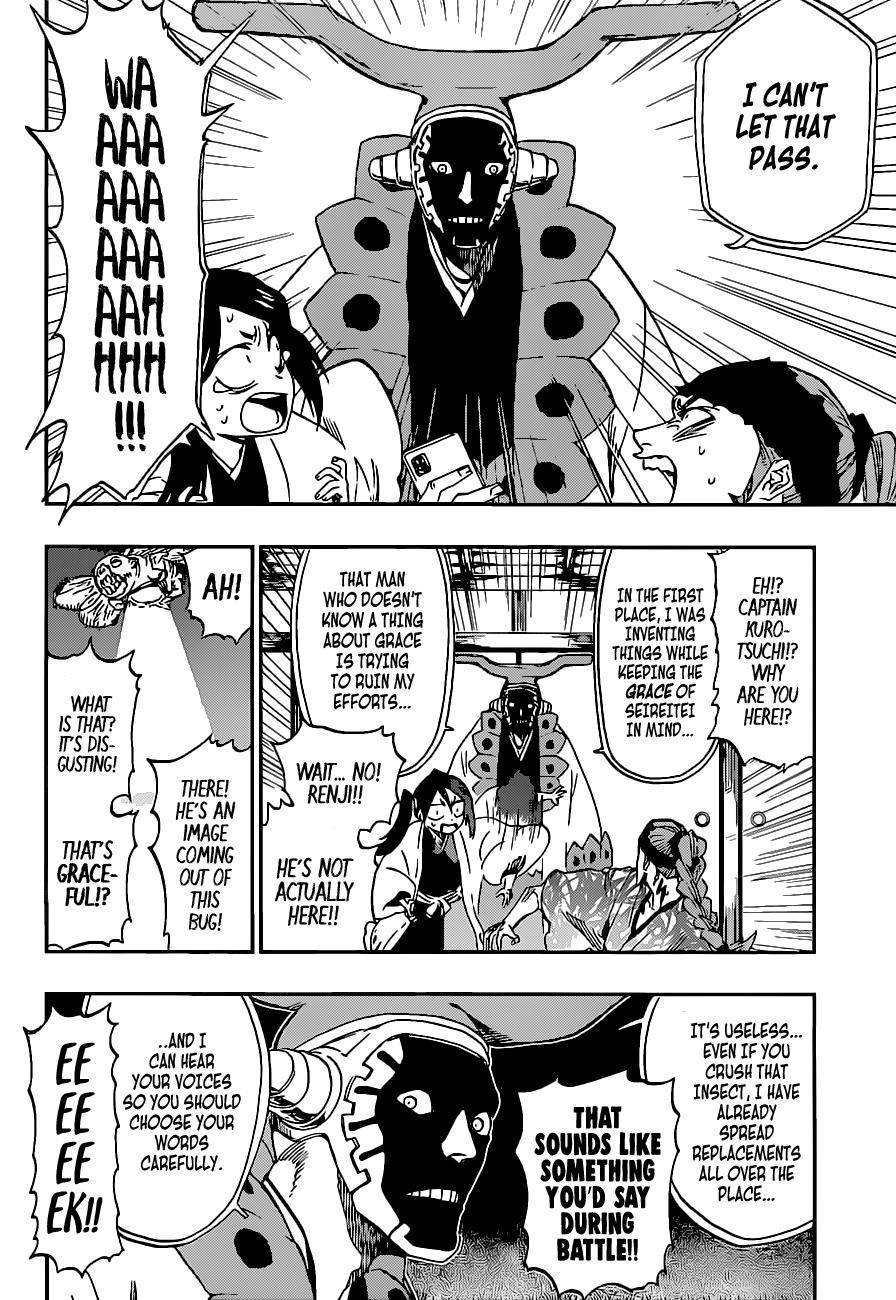 I CAN'T
LET THAT
PASS.
WA
AAA
AAA
AAA
AAH
HHH
!!!
EH!?
CAPTAIN
KURO-
TSUCHI!?
WHY
ARE YOU
HERE!?
IN THE FIRST
PLACE, I WAS
INVENTING
THINGS WHILE
KEEPING THE
GRACE OF
SEIREITEI
IN MIND...
THAT MAN
WHO DOESN'T
KNOW A THING
ABOUT GRACE
IS TRYING
TO RUIN MY
EFFORTS...
WAIT... NO!
RENJI!!
HE'S NOT
ACTUALLY
HERE!!
AH!
THERE!
HE'S AN
IMAGE
COMING
OUT OF
THIS
BUG!
WHAT
IS THAT?
IT'S DIS-
GUSTING!
THAT'S
GRACE-
FUL!?
IT'S USELESS...
EVEN IF YOU
CRUSH THAT
INSECT, I HAVE
ALREADY
SPREAD
REPLACEMENTS
ALL OVER THE
PLACE...
THAT
SOUNDS LIKE
SOMETHING
YOU'D SAY
DURING
BATTLE!!
..AND I
CAN HEAR
YOUR VOICES
SO YOU SHOULD
CHOOSE YOUR
WORDS
CAREFULLY.
EE
EE
EE
EK!!